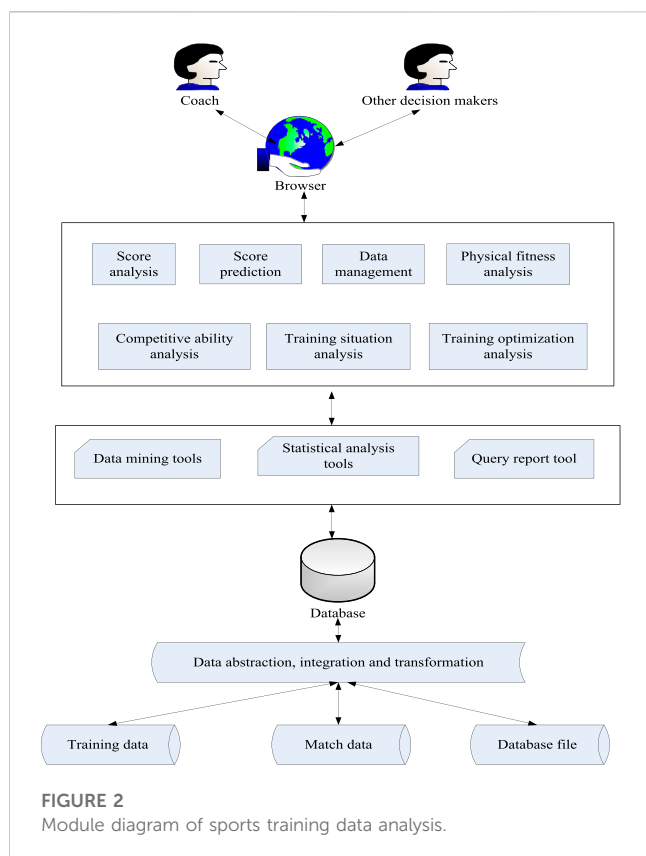 Coach
Other decision makers
Browser
Score
analysis
Score
prediction
Data
management
Physical fitness
analysis
Competitive ability
analysis
Training situation
analysis
Training optimization
analysis
Data mining tools
Statistical analysis
tools
Query report tool
Database
Data abstraction, integration and transformation
Training data
Match data
Database file
FIGURE 2
Module diagram of sports training data analysis.